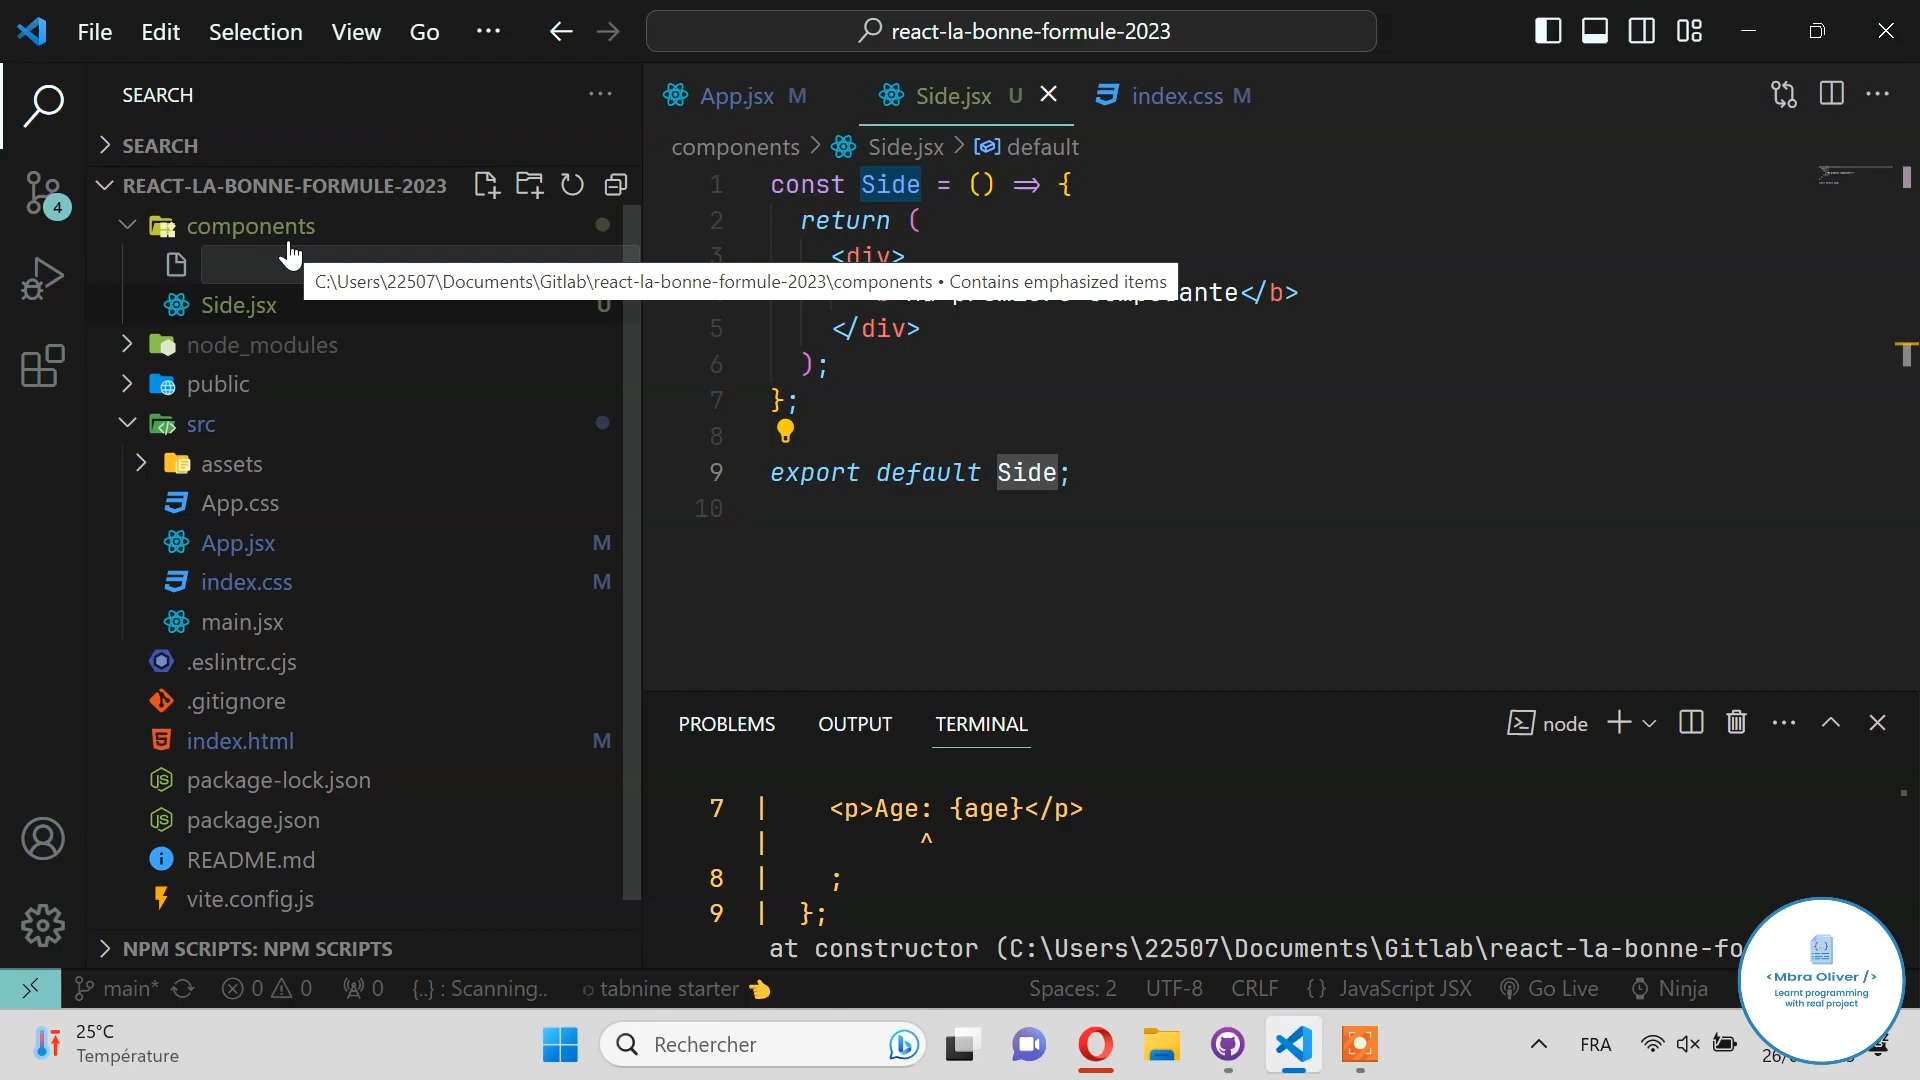 File Edit Selection View Go ··· react-la-bonne-formule-2023
SEARCH
SEARCH
REACT-LA-BONNE-FORMULE-2023
components
Side.jsx U
node_modules
public
src
assets
App.css
App.jsx M
index.css M
main.jsx
.eslintrc.cjs
.gitignore
index.html M
package-lock.json
package.json
README.md
vite.config.js
NPM SCRIPTS: NPM SCRIPTS
4
App.jsx M Side.jsx U index.css M
components > Side.jsx > default
C:\Users\22507\Documents\Gitlab\react-la-bonne-formule-2023\components • Contains emphasized items
1 const Side = () => {
2 return (
3 <div>
</b>
5 </div>
6 );
7 };
8
9 export default Side;
10
PROBLEMS OUTPUT TERMINAL node
7 | <p>Age: {age}</p>
| ^
8 | ;
9 | };
at constructor (C:\Users\22507\Documents\Gitlab\react-la-bonne-fo
main* 0 0 0 {..} : Scanning.. tabnine starter 👈 Spaces: 2 UTF-8 CRLF {} JavaScript JSX Go Live Ninja
<Mbra Oliver />
Learnt programming
with real project
25°C
Température
Rechercher
FRA